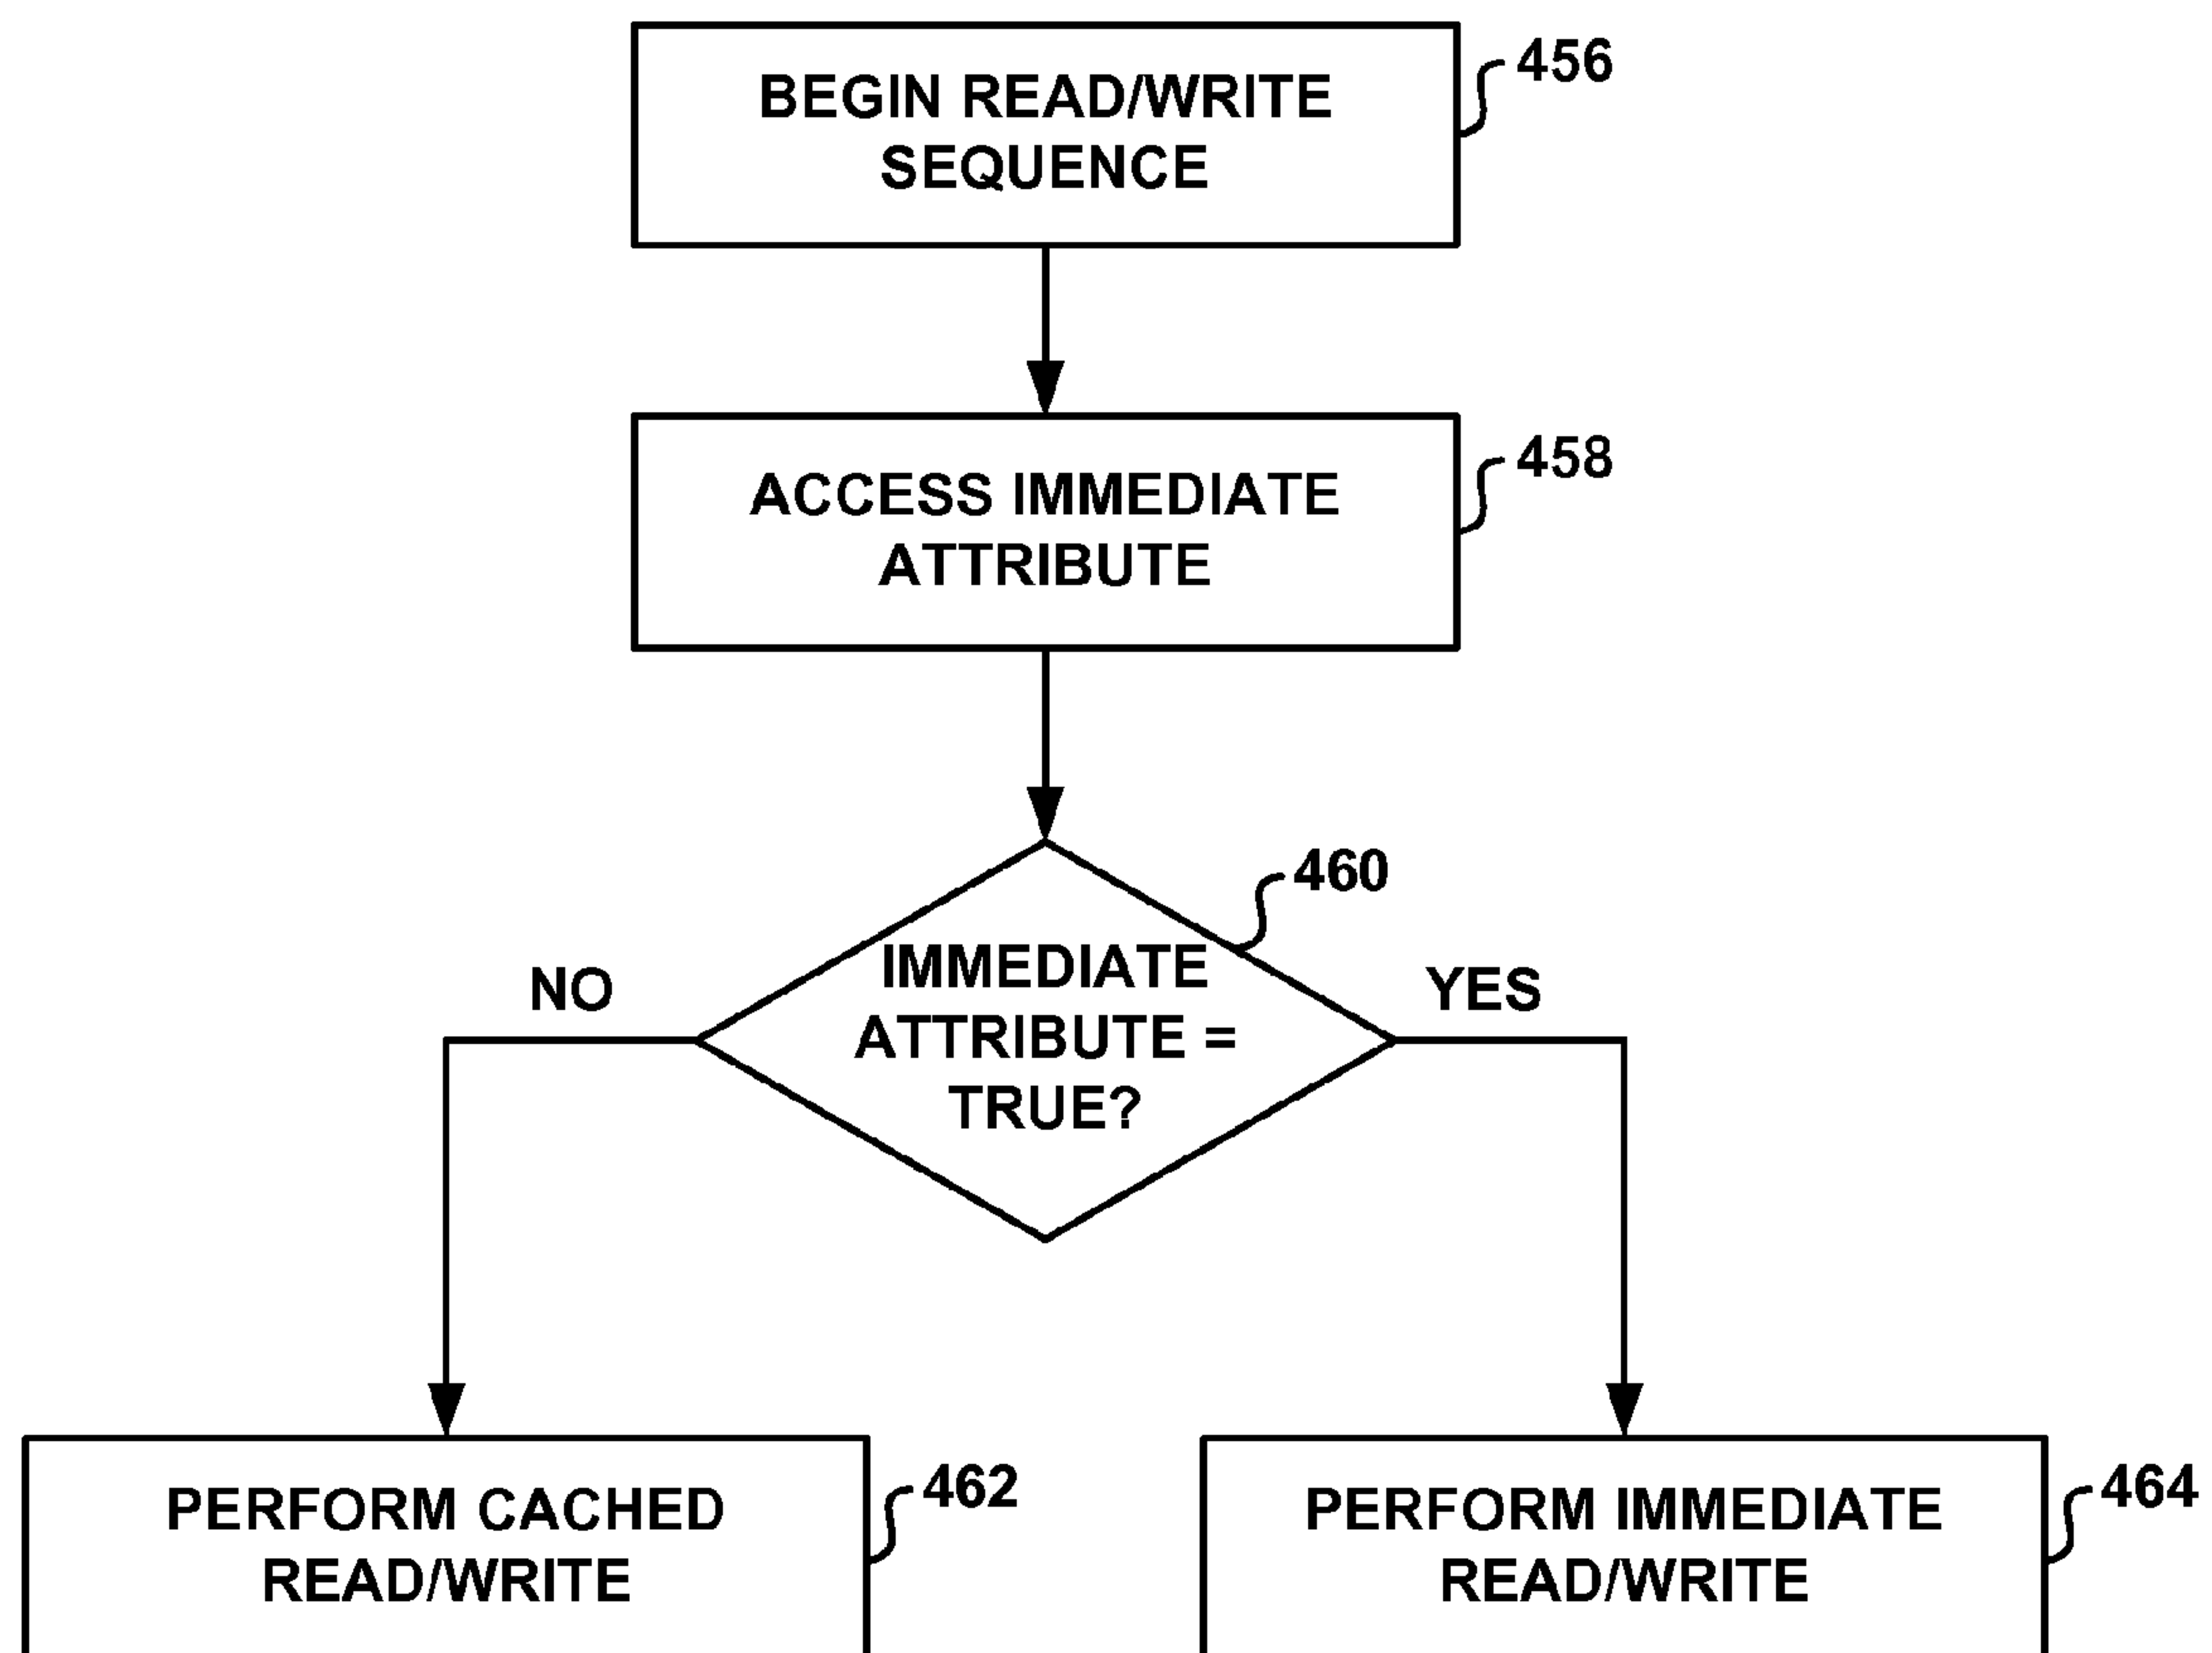 BEGIN READ/WRITE
SEQUENCE
456
ACCESS IMMEDIATE
ATTRIBUTE
458
460
IMMEDIATE
ATTRIBUTE =
TRUE?
NO
YES
PERFORM CACHED
READ/WRITE
462
PERFORM IMMEDIATE
READ/WRITE
464